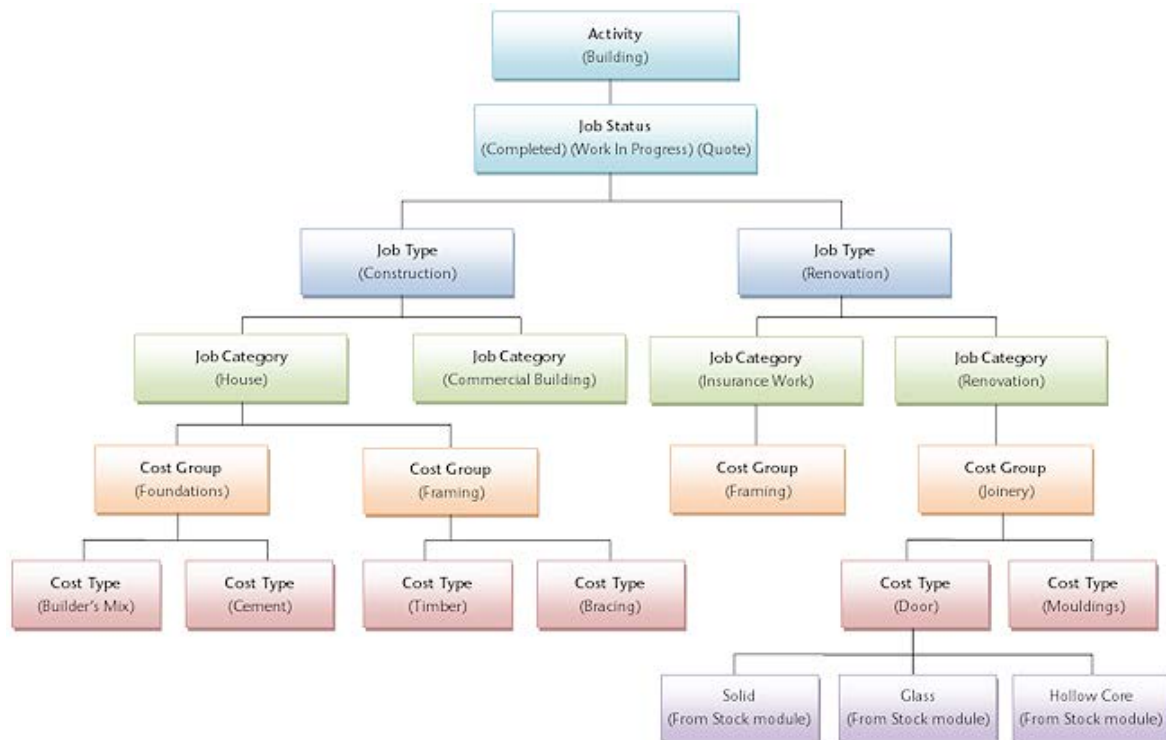 Activity
(Building)
Job Status
(Completed) (Work In Progress) (Quote)
Job Type
(Construction)
Job Type
(Renovation)
Job Category
(House)
Job Category
(Commercial Building)
Job Category
(Insurance Work)
Job Category
(Renovation)
Cost Group
(Foundations)
Cost Group
(Framing)
Cost Group
(Framing)
Cost Group
(Joinery)
Cost Type
(Builder's Mix)
Cost Type
(Cement)
Cost Type
(Timber)
Cost Type
(Bracing)
Cost Type
(Door)
Cost Type
(Mouldings)
Solid
(From Stock module)
Glass
(From Stock module)
Hollow Core
(From Stock module)